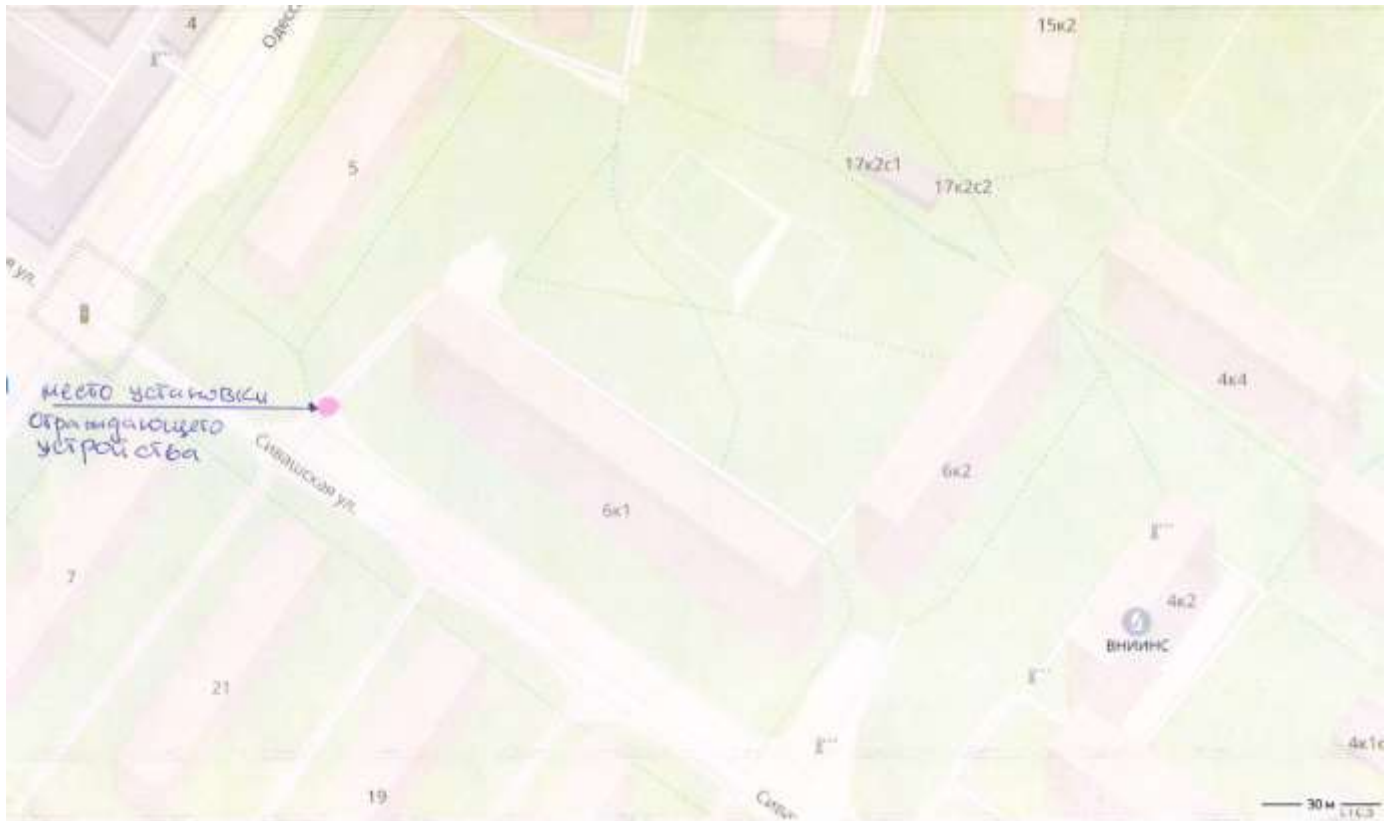 4
Одесс
15к2
5
17к2с1
17к2с2
я ул.
место установки
ограждающего
устройства
4к4
Сивашская ул.
6к2
6к1
7
4к2
ВНИИНС
21
4к1с
19
Сива
30 м